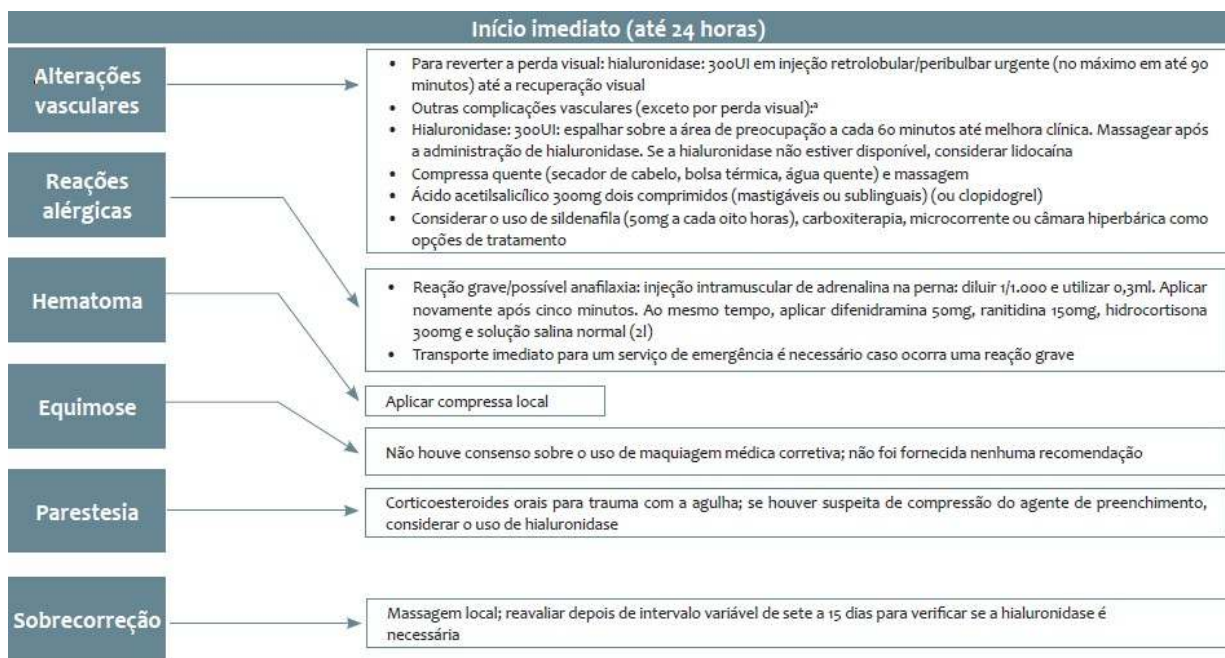 Início imediato (até 24 horas)
Alterações
vasculares
• Para reverter a perda visual: hialuronidase: 300UI em injeção retrolobular/peribulbar urgente (no máximo em até 90
minutos) até a recuperação visual
• Outras complicações vasculares (exceto por perda visual):ª
• Hialuronidase: 300UI: espalhar sobre a área de preocupação a cada 60 minutos até melhora clínica. Massagear após
a administração de hialuronidase. Se a hialuronidase não estiver disponível, considerar lidocaína
• Compressa quente (secador de cabelo, bolsa térmica, água quente) e massagem
• Ácido acetilsalicílico 300mg dois comprimidos (mastigáveis ou sublinguais) (ou clopidogrel)
• Considerar o uso de sildenafila (50mg a cada oito horas), carboxiterapia, microcorrente ou câmara hiperbárica como
opções de tratamento
Reações
alérgicas
• Reação grave/possível anafilaxia: injeção intramuscular de adrenalina na perna: diluir 1/1.000 e utilizar 0,3ml. Aplicar
novamente após cinco minutos. Ao mesmo tempo, aplicar difenidramina 50mg, ranitidina 150mg, hidrocortisona
300mg e solução salina normal (2l)
• Transporte imediato para um serviço de emergência é necessário caso ocorra uma reação grave
Hematoma
Aplicar compressa local
Equimose
Não houve consenso sobre o uso de maquiagem médica corretiva; não foi fornecida nenhuma recomendação
Parestesia
Corticoesteroides orais para trauma com a agulha; se houver suspeita de compressão do agente de preenchimento,
considerar o uso de hialuronidase
Sobrecorreção
Massagem local; reavaliar depois de intervalo variável de sete a 15 dias para verificar se a hialuronidase é
necessária